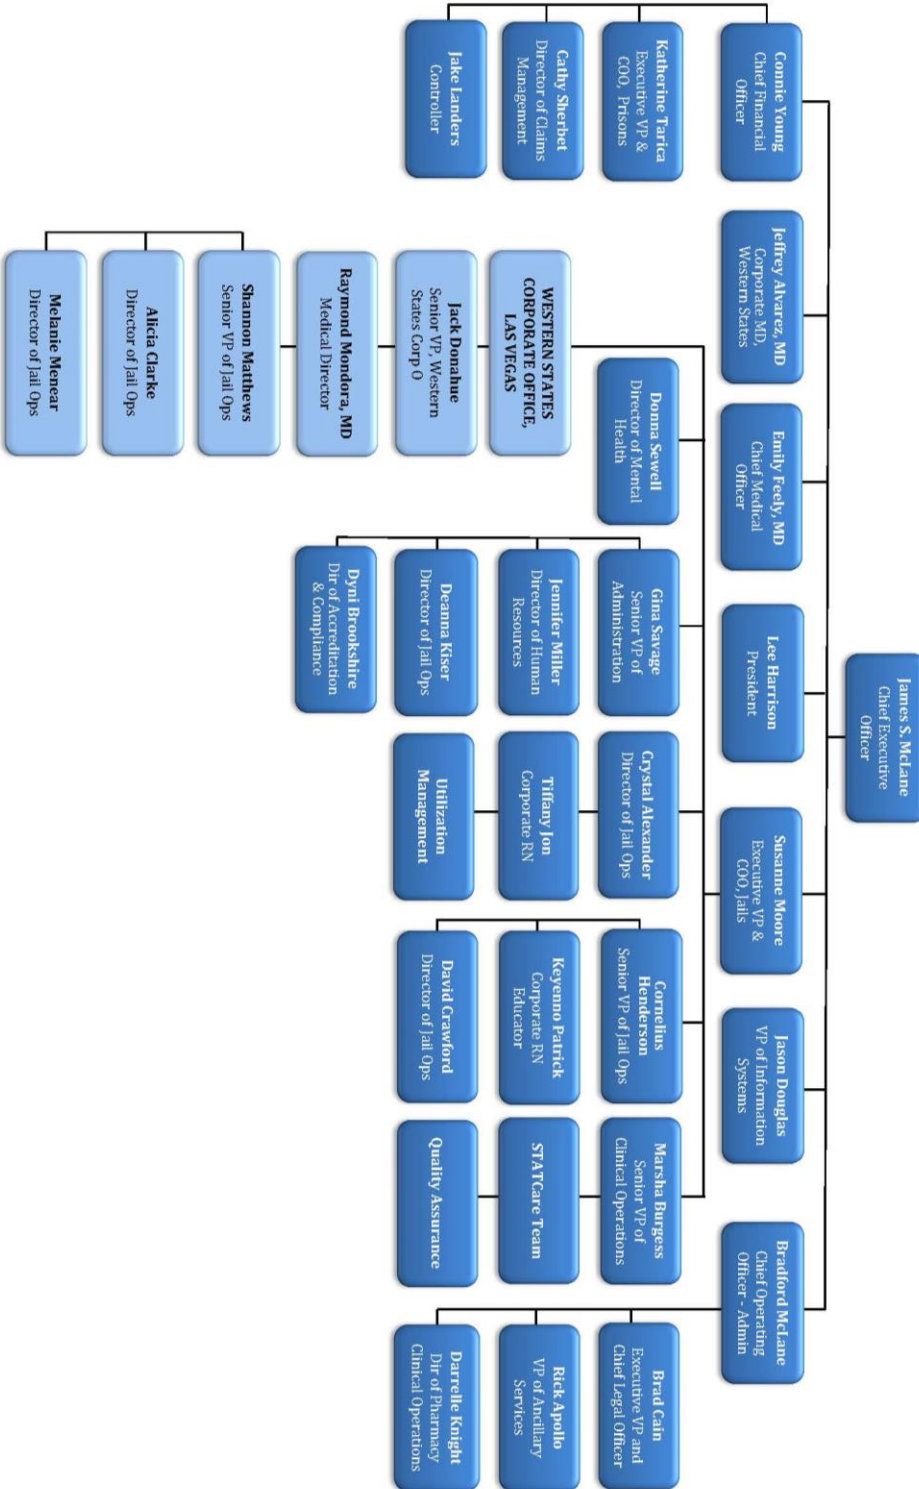 James S. McLane
Chief Executive
Officer
Connie Young
Chief Financial
Officer
Jeffrey Alvarez, MD
Corporate MD,
Western States
Emily Feely, MD
Chief Medical
Officer
Lee Harrison
President
Susanne Moore
Executive VP &
COO, Jails
Jason Douglas
VP of Information
Systems
Bradford McLane
Chief Operating
Officer - Admin
Katherine Tarica
Executive VP &
COO, Prisons
Cathy Sherbet
Director of Claims
Management
Jake Landers
Controller
WESTERN STATES
CORPORATE OFFICE,
LAS VEGAS
Jack Donahue
Senior VP, Western
States Corp O
Raymond Mondora, MD
Medical Director
Shannon Matthews
Senior VP of Jail Ops
Alicia Clarke
Director of Jail Ops
Melanie Menear
Director of Jail Ops
Donna Sewell
Director of Mental
Health
Gina Savage
Senior VP of
Administration
Jennifer Miller
Director of Human
Resources
Deanna Kiser
Director of Jail Ops
Dyni Brookshire
Dir of Accreditation
& Compliance
Crystal Alexander
Director of Jail Ops
Tiffany Jon
Corporate RN
Utilization
Management
Cornelius
Henderson
Senior VP of Jail Ops
Keyenno Patrick
Corporate RN
Educator
David Crawford
Director of Jail Ops
Marsha Burgess
Senior VP of
Clinical Operations
STATCare Team
Quality Assurance
Brad Cain
Executive VP and
Chief Legal Officer
Rick Apollo
VP of Ancillary
Services
Darrelle Knight
Dir of Pharmacy
Clinical Operations